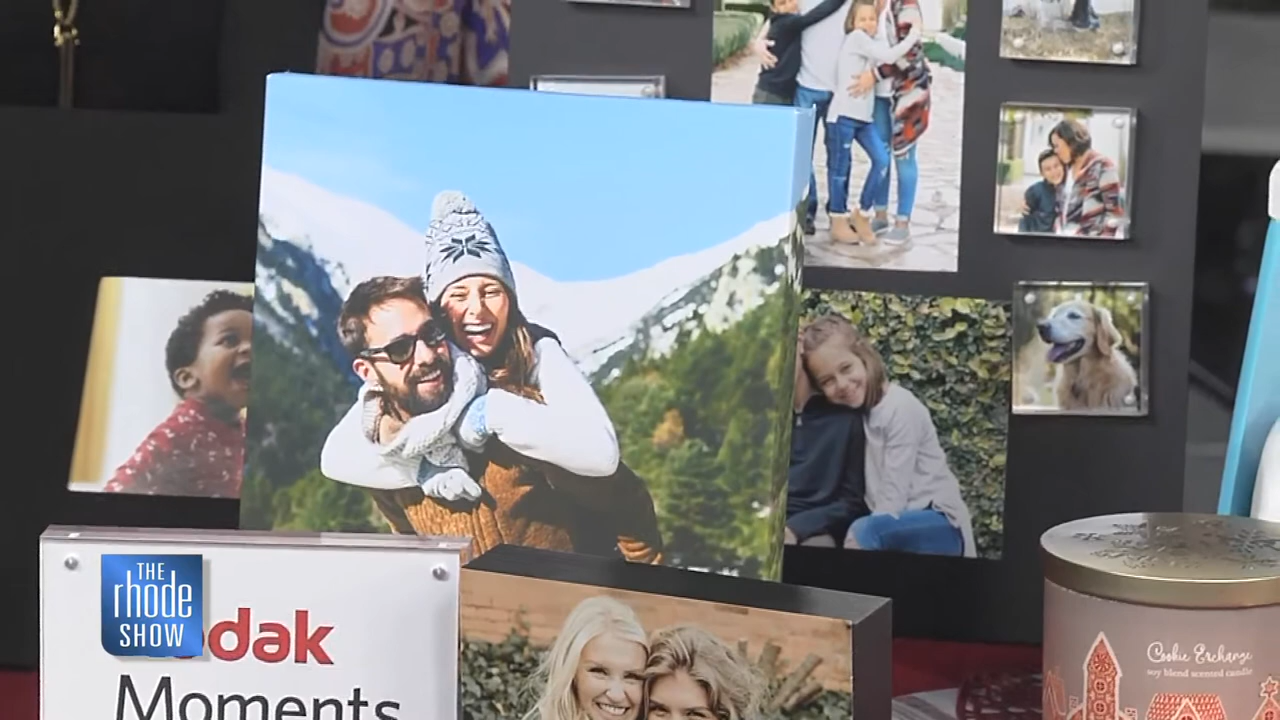 THE
rhode
SHOW
odak
Moments
Cookie Exchange
soy blend scented candle